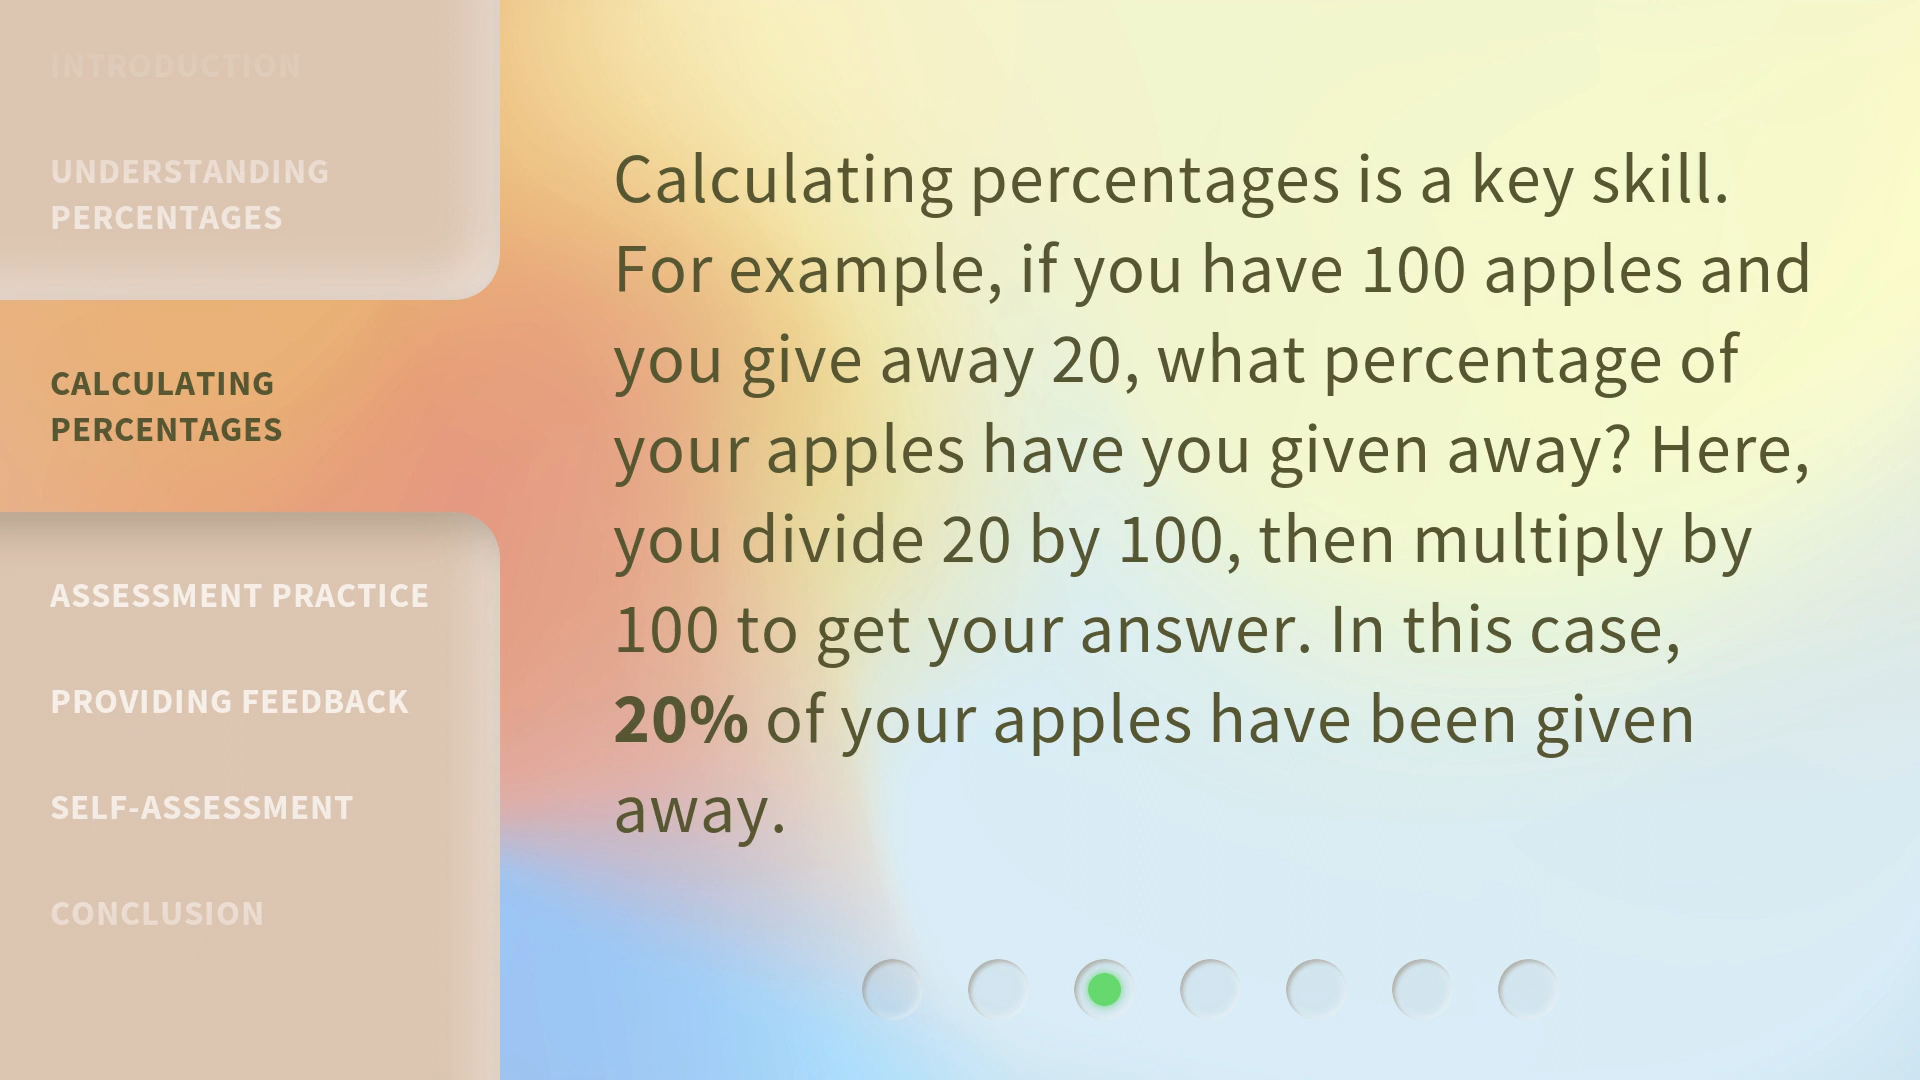 INTRODUCTION
UNDERSTANDING
PERCENTAGES
CALCULATING
PERCENTAGES
ASSESSMENT PRACTICE
PROVIDING FEEDBACK
SELF-ASSESSMENT
CONCLUSION
Calculating percentages is a key skill.
For example, if you have 100 apples and
you give away 20, what percentage of
your apples have you given away? Here,
you divide 20 by 100, then multiply by
100 to get your answer. In this case,
20% of your apples have been given
away.